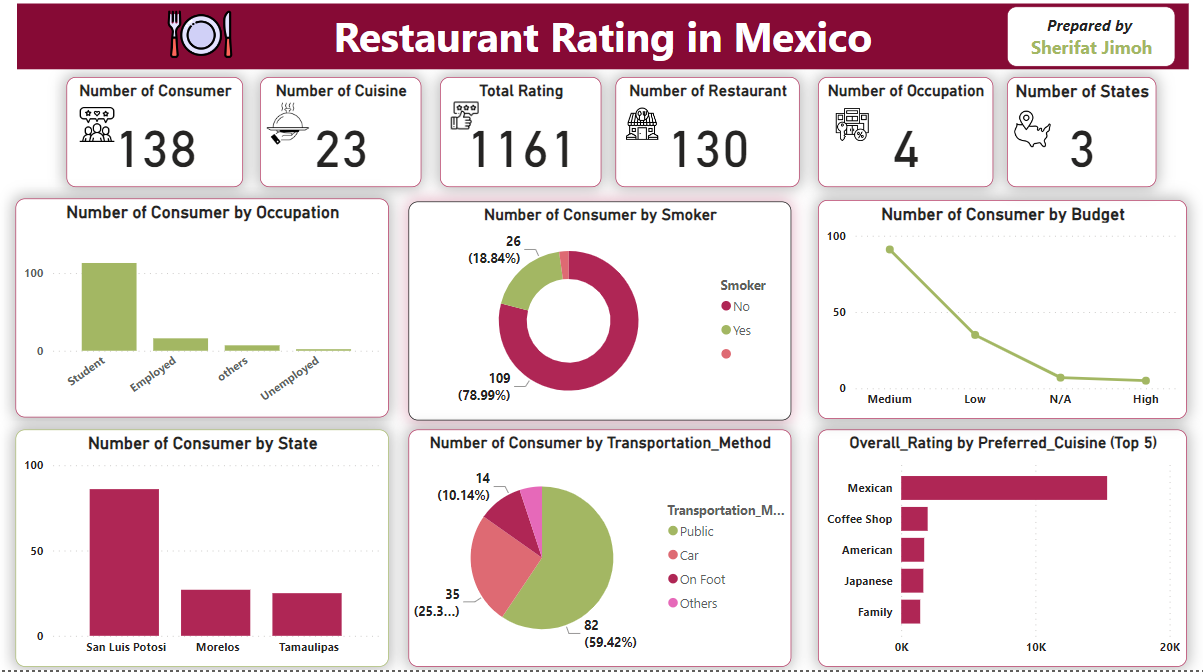 Restaurant Rating in Mexico
Prepared by
Sherifat Jimoh
Number of Consumer
138
Number of Cuisine
23
Total Rating
1161
Number of Restaurant
130
Number of Occupation
4
Number of States
3
Number of Consumer by Occupation
100
0
Student
Employed
others
Unemployed
Number of Consumer by Smoker
26
(18.84%)
109
(78.99%)
Smoker
No
Yes
Number of Consumer by Budget
100
50
0
Medium
Low
N/A
High
Number of Consumer by State
100
50
0
San Luis Potosi
Morelos
Tamaulipas
Number of Consumer by Transportation_Method
14
(10.14%)
35
(25.3...)
82
(59.42%)
Transportation_M...
Public
Car
On Foot
Others
Overall_Rating by Preferred_Cuisine (Top 5)
Mexican
Coffee Shop
American
Japanese
Family
0K
10K
20K